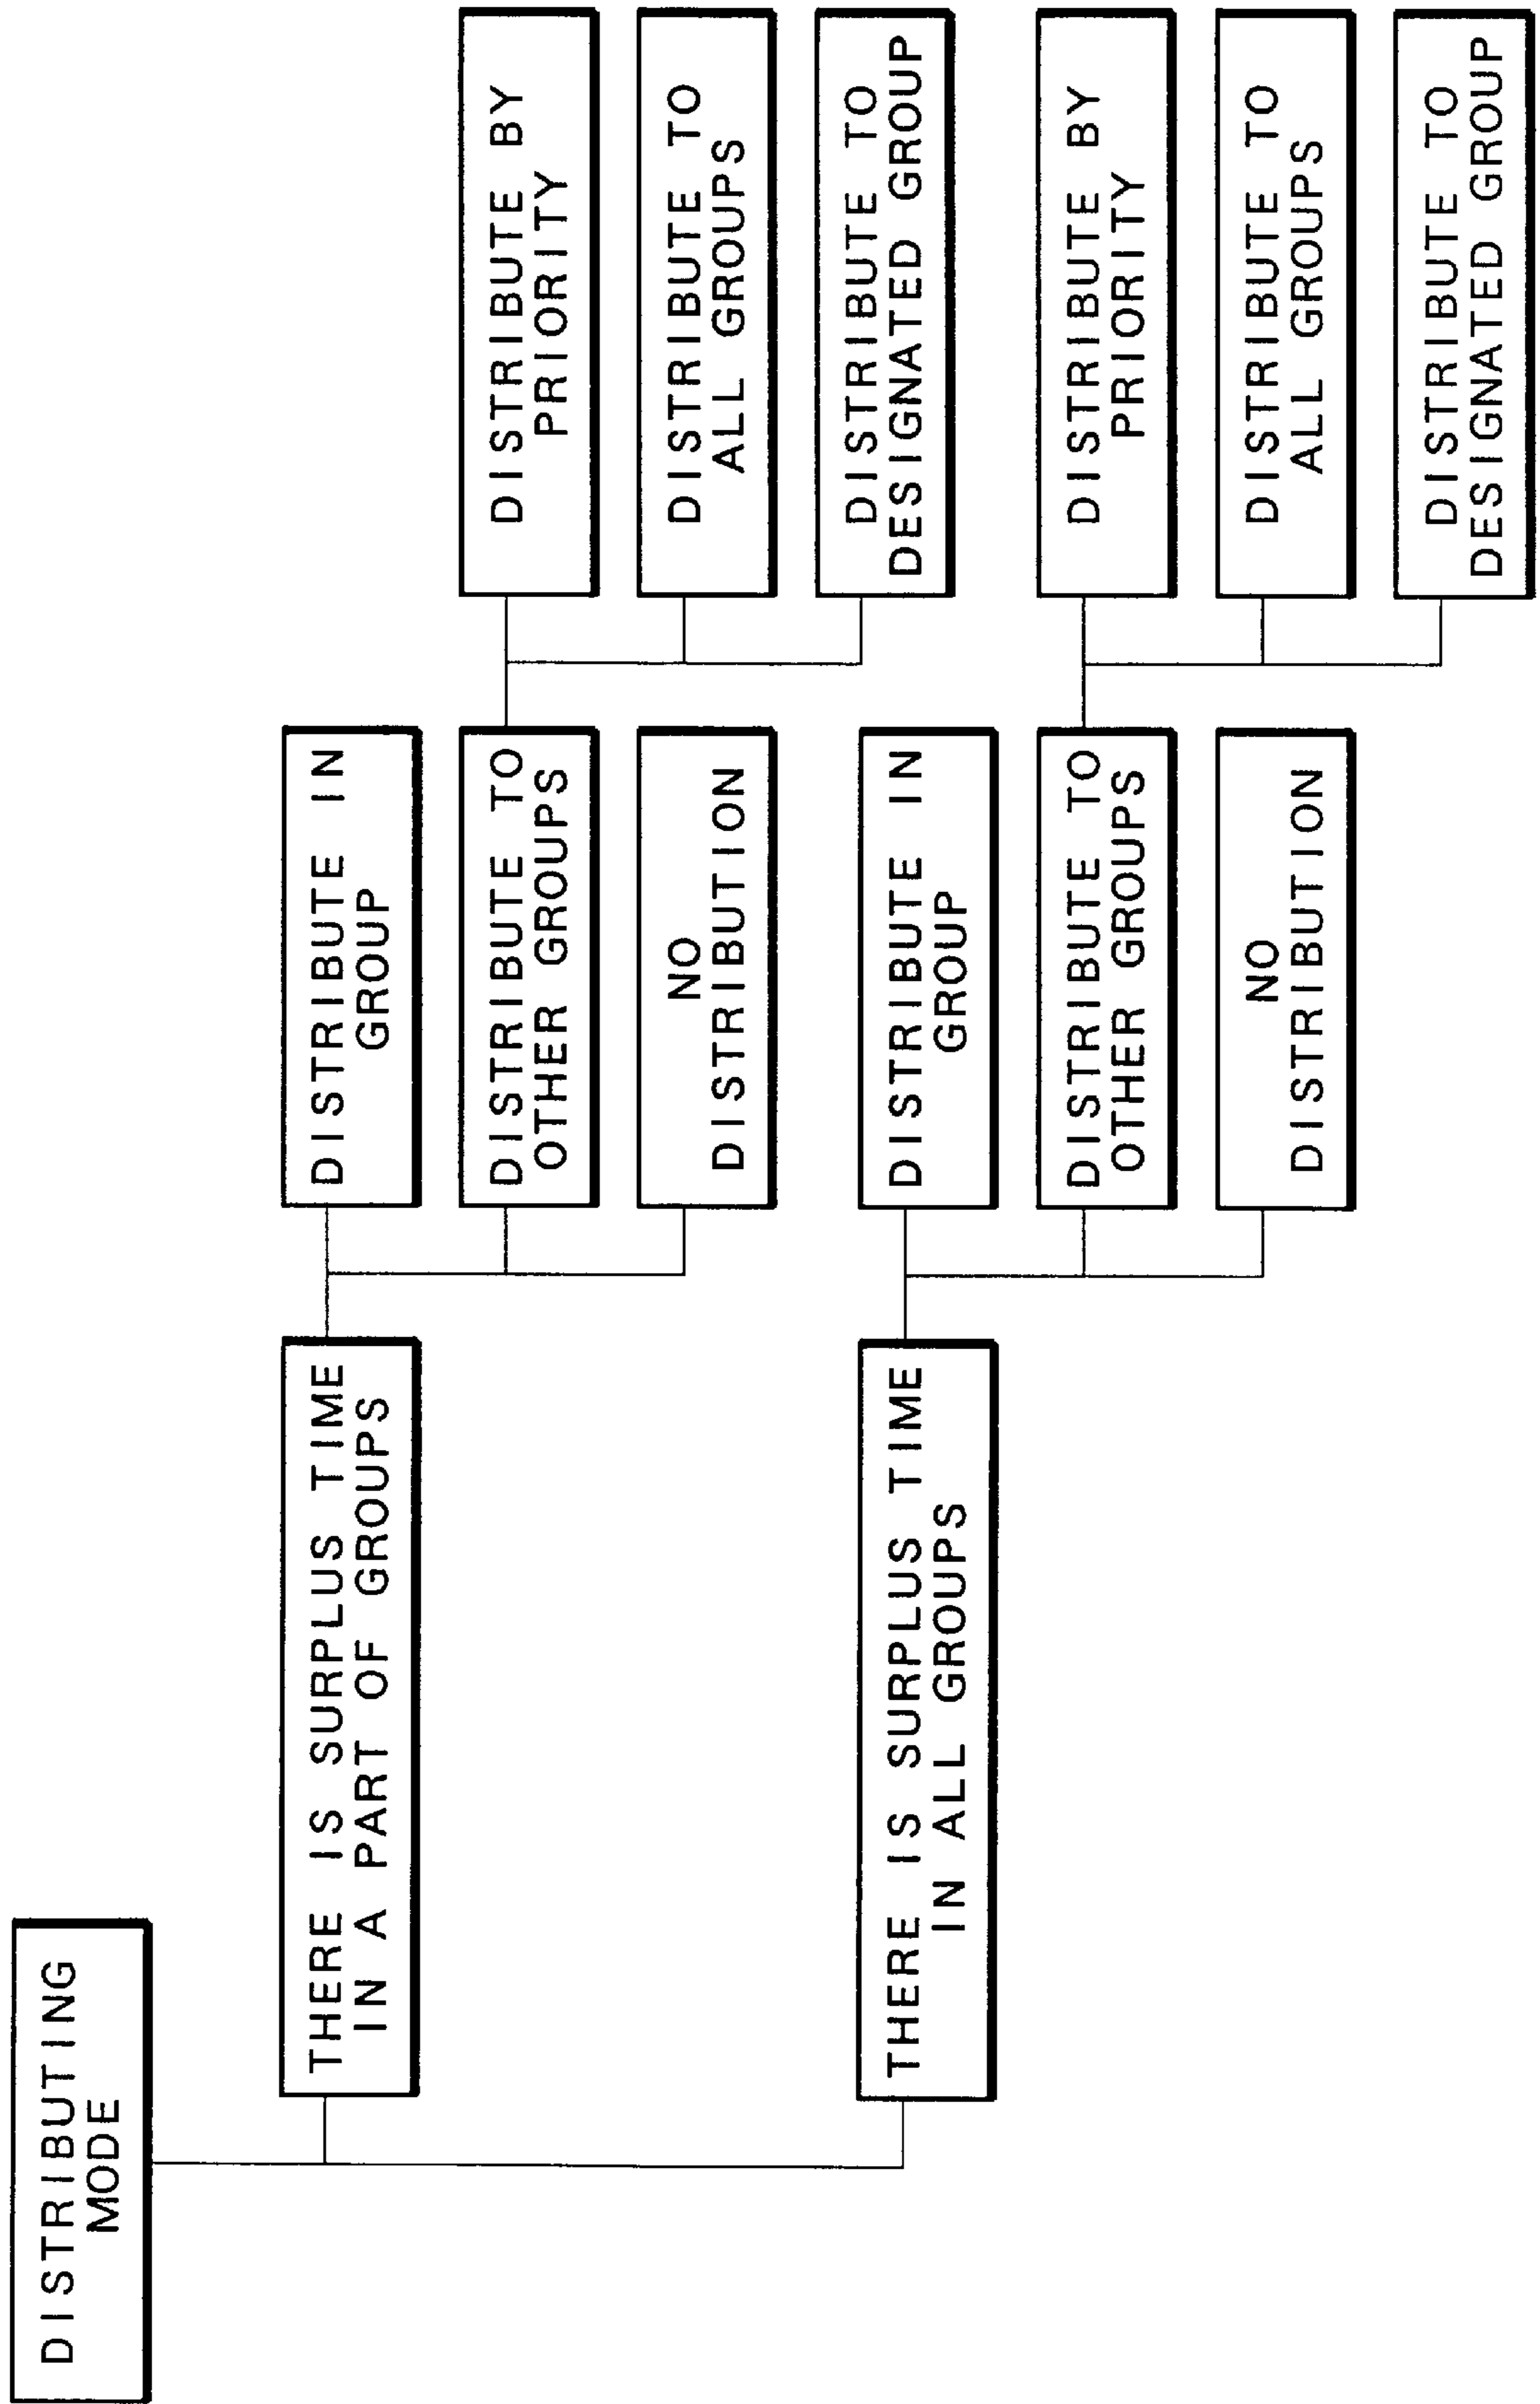 DISTRIBUTING
MODE
THERE IS SURPLUS TIME
IN A PART OF GROUPS
DISTRIBUTE IN
GROUP
DISTRIBUTE TO
OTHER GROUPS
DISTRIBUTE BY
PRIORITY
DISTRIBUTE TO
ALL GROUPS
DISTRIBUTE TO
DESIGNATED GROUP
NO
DISTRIBUTION
THERE IS SURPLUS TIME
IN ALL GROUPS
DISTRIBUTE IN
GROUP
DISTRIBUTE TO
OTHER GROUPS
DISTRIBUTE BY
PRIORITY
DISTRIBUTE TO
ALL GROUPS
DISTRIBUTE TO
DESIGNATED GROUP
NO
DISTRIBUTION